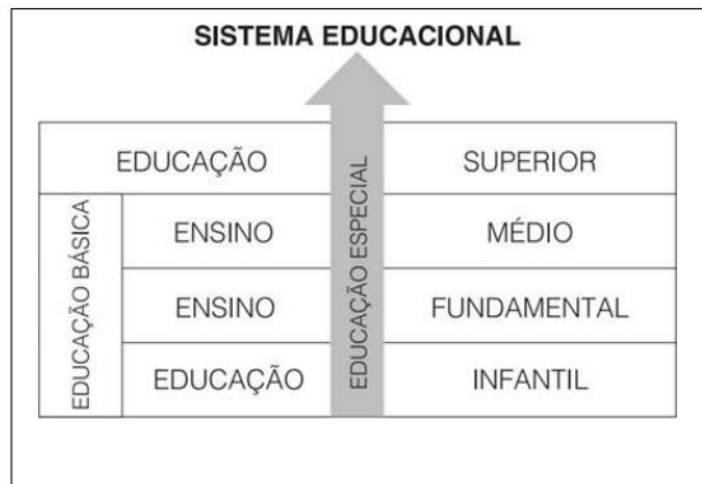 SISTEMA EDUCACIONAL
EDUCAÇÃO SUPERIOR
EDUCAÇÃO BÁSICA
ENSINO MÉDIO
ENSINO FUNDAMENTAL
EDUCAÇÃO INFANTIL
EDUCAÇÃO ESPECIAL